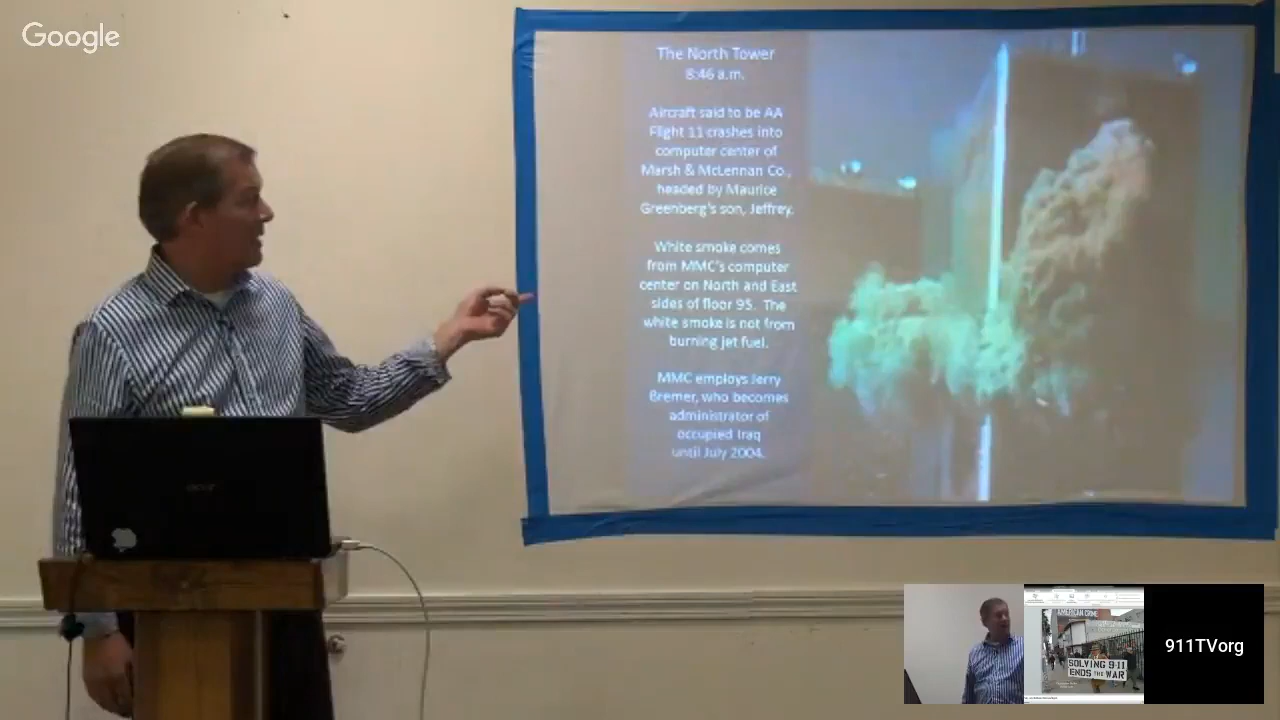 Google
The North Tower
8:46 a.m.
Aircraft said to be AA
Flight 11 crashes into
computer center of
Marsh & McLennan Co.,
headed by Maurice
Greenberg's son, Jeffrey.
White smoke comes
from MMC's computer
center on North and East
sides of floor 95. The
white smoke is not from
burning jet fuel.
MMC employs Jerry
Bremer, who becomes
administrator of
occupied Iraq
until July 2004.
acer
AMERICAN CRIME
SOLVING 9-11
ENDS THE WAR
911TVorg